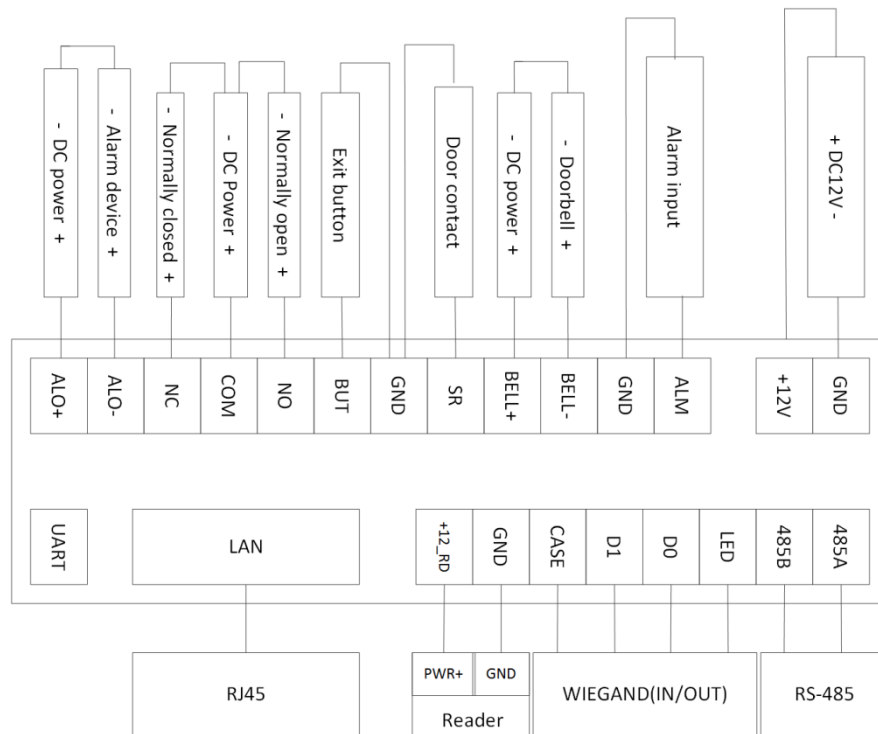 - DC power +
- Alarm device +
- Normally closed +
- DC Power +
- Normally open +
Exit button
Door contact
- DC power +
- Doorbell +
Alarm input
+ DC12V -
ALO+
ALO-
NC
COM
NO
BUT
GND
SR
BELL+
BELL-
GND
ALM
+12V
GND
UART
LAN
+12_RD
GND
CASE
D1
D0
LED
485B
485A
RJ45
PWR+
GND
Reader
WIEGAND(IN/OUT)
RS-485